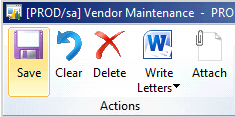 [PROD/sa] Vendor Maintenance - PRO
W
Save Clear Delete Write Attach
Letters
Actions